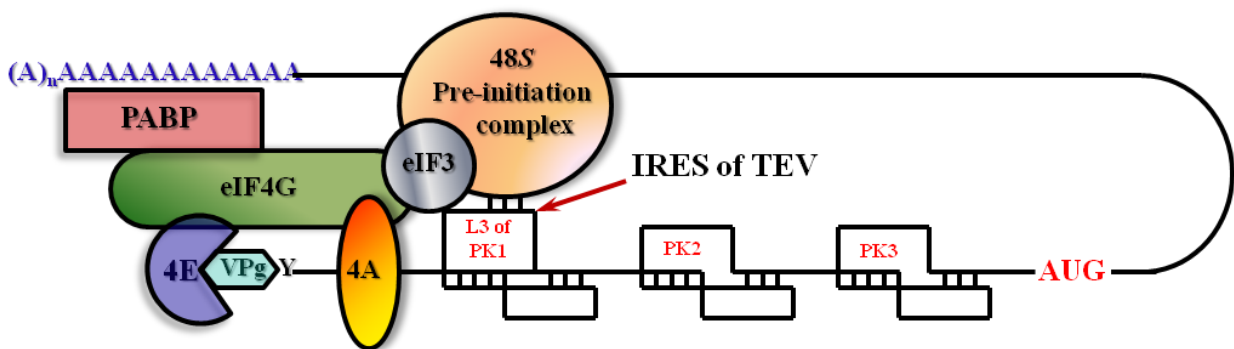 48S
Pre-initiation
complex
(A)nAAAAAAAAAAAA
PABP
eIF3
eIF4G
IRES of TEV
L3 of
PK1
PK2
PK3
4E
VPg
Y
4A
AUG